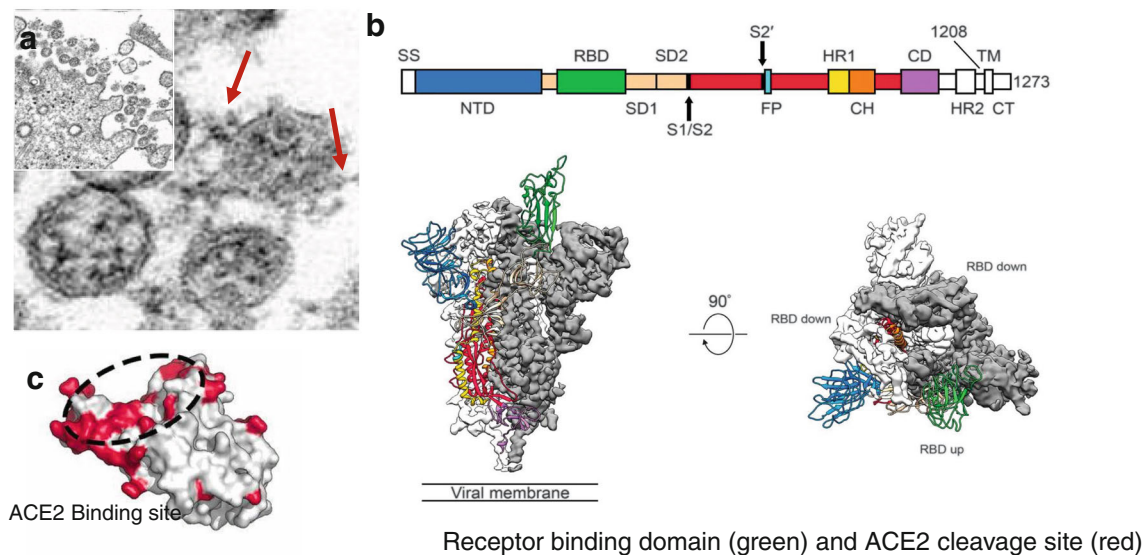 a
b
S2′
1208
SS
RBD
SD2
HR1
CD
TM
1273
NTD
SD1
FP
CH
HR2
CT
S1/S2
90°
RBD down
RBD down
RBD up
Viral membrane
c
ACE2 Binding site
Receptor binding domain (green) and ACE2 cleavage site (red)